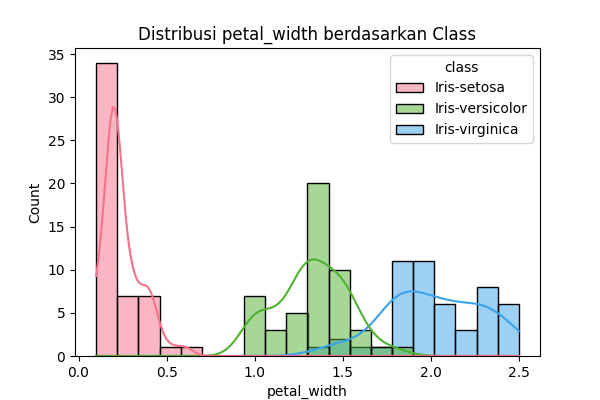 Distribusi petal_width berdasarkan Class
35
30
25
20
15
10
5
0
Count
class
Iris-setosa
Iris-versicolor
Iris-virginica
0.0 0.5 1.0 1.5 2.0 2.5
petal_width